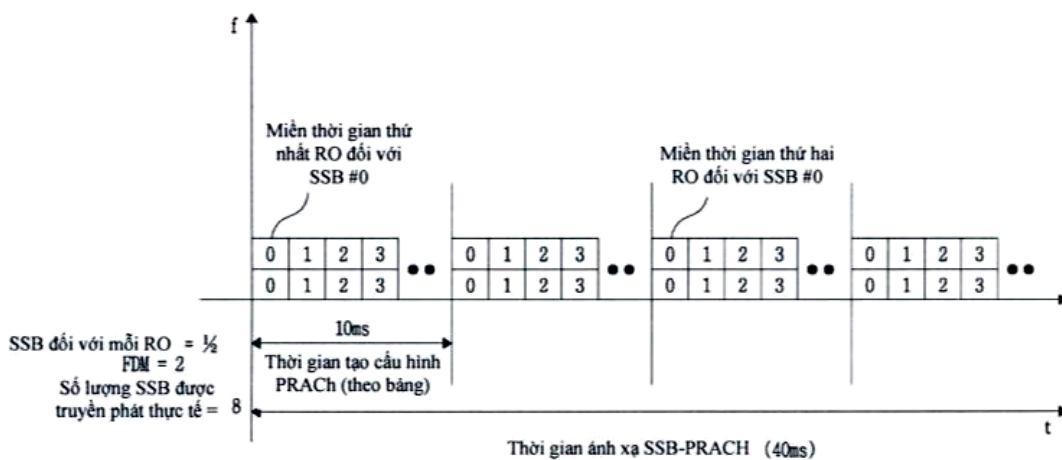 f
Miền thời gian thứ
nhất RO đối với
SSB #0
Miền thời gian thứ hai
RO đối với SSB #0
0 1 2 3 •• 0 1 2 3 •• 0 1 2 3 •• 0 1 2 3 ••
0 1 2 3 0 1 2 3 0 1 2 3 0 1 2 3
10ms
SSB đối với mỗi RO = ½
FDM = 2
Số lượng SSB được
truyền phát thực tế = 8
Thời gian tạo cấu hình
PRACh (theo bảng)
t
Thời gian ánh xạ SSB-PRACH (40ms)